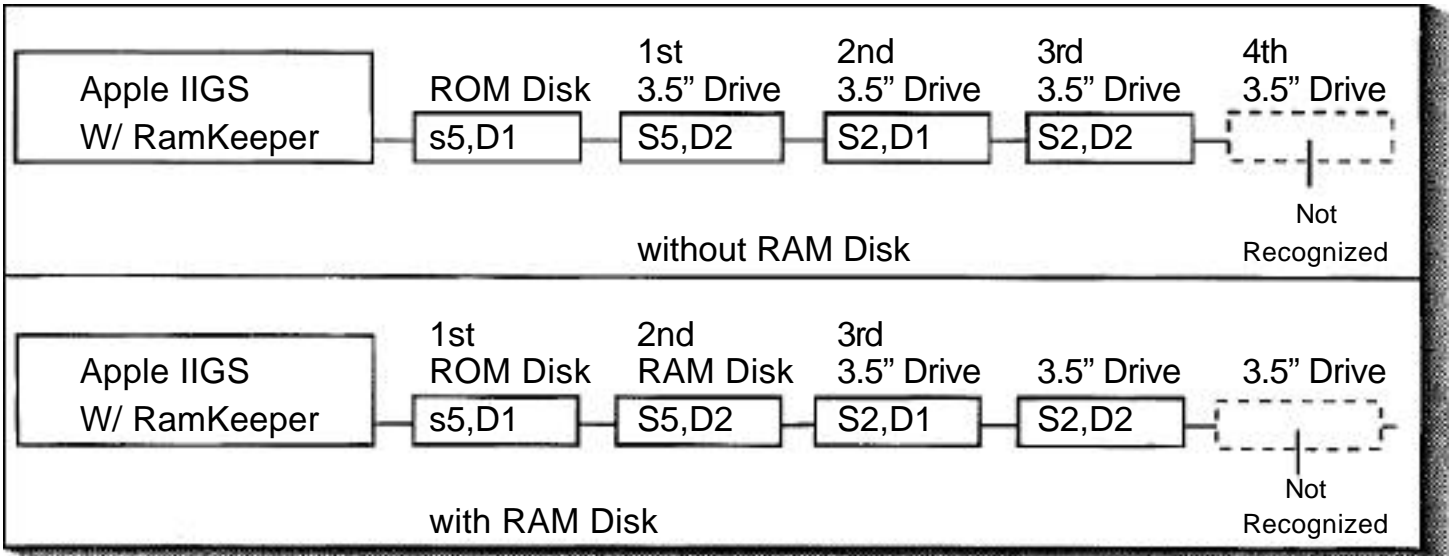 1st 2nd 3rd 4th
Apple IIGS ROM Disk 3.5” Drive 3.5” Drive 3.5” Drive 3.5” Drive
W/ RamKeeper s5,D1 S5,D2 S2,D1 S2,D2
Not
without RAM Disk Recognized
1st 2nd 3rd
Apple IIGS ROM Disk RAM Disk 3.5” Drive 3.5” Drive 3.5” Drive
W/ RamKeeper s5,D1 S5,D2 S2,D1 S2,D2
Not
with RAM Disk Recognized